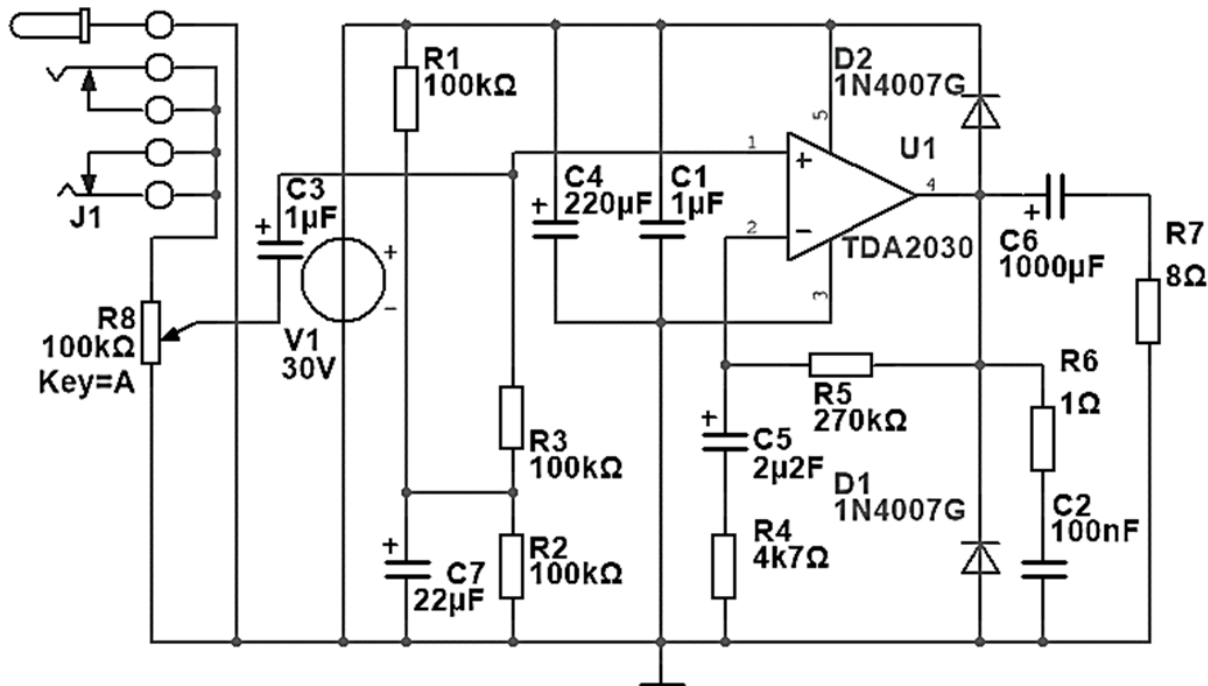 R1
100kΩ
D2
1N4007G
5
1
+
U1
C3
1µF
+
C4
220µF
+
C1
1µF
4
J1
2
−
TDA2030
+
C6
1000µF
R7
8Ω
+
−
3
R8
100kΩ
Key=A
V1
30V
R6
1Ω
R5
270kΩ
R3
100kΩ
+
C5
2µ2F
D1
1N4007G
C2
100nF
+
C7
22µF
R2
100kΩ
R4
4k7Ω